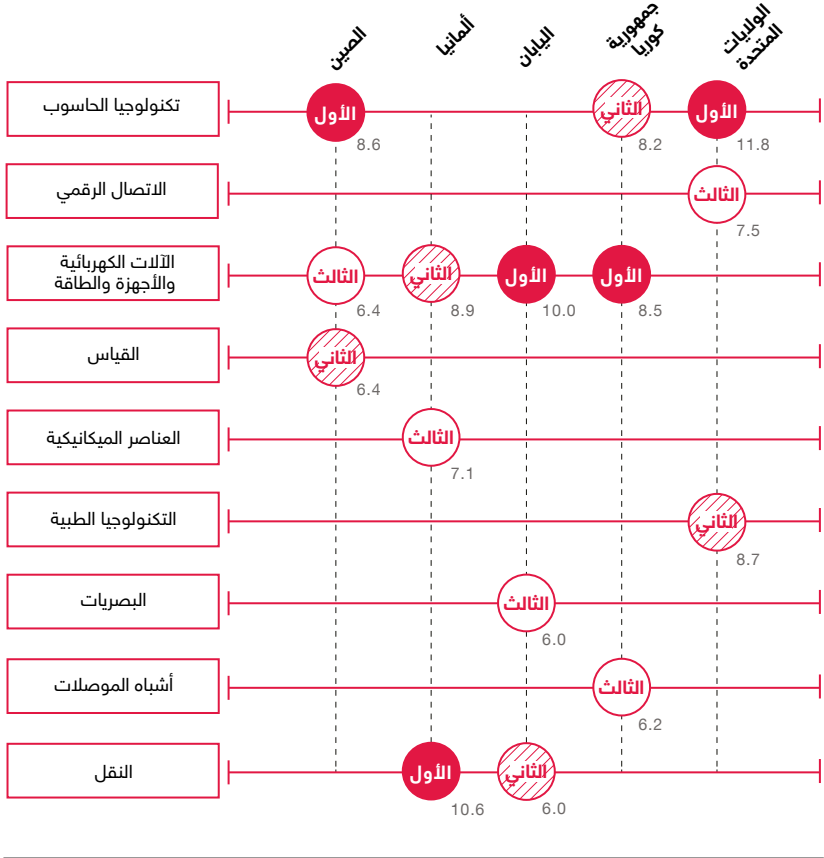 الصين
ألمانيا
اليابان
جمهورية
كوريا
الولايات
المتحدة
تكنولوجيا الحاسوب
الأول
8.6
الثاني
8.2
الأول
11.8
الاتصال الرقمي
الثالث
7.5
الآلات الكهربائية
والأجهزة والطاقة
الثالث
6.4
الثاني
8.9
الأول
10.0
الأول
8.5
القياس
الثاني
6.4
العناصر الميكانيكية
الثالث
7.1
التكنولوجيا الطبية
الثاني
8.7
البصريات
الثالث
6.0
أشباه الموصلات
الثالث
6.2
النقل
الأول
10.6
الثاني
6.0